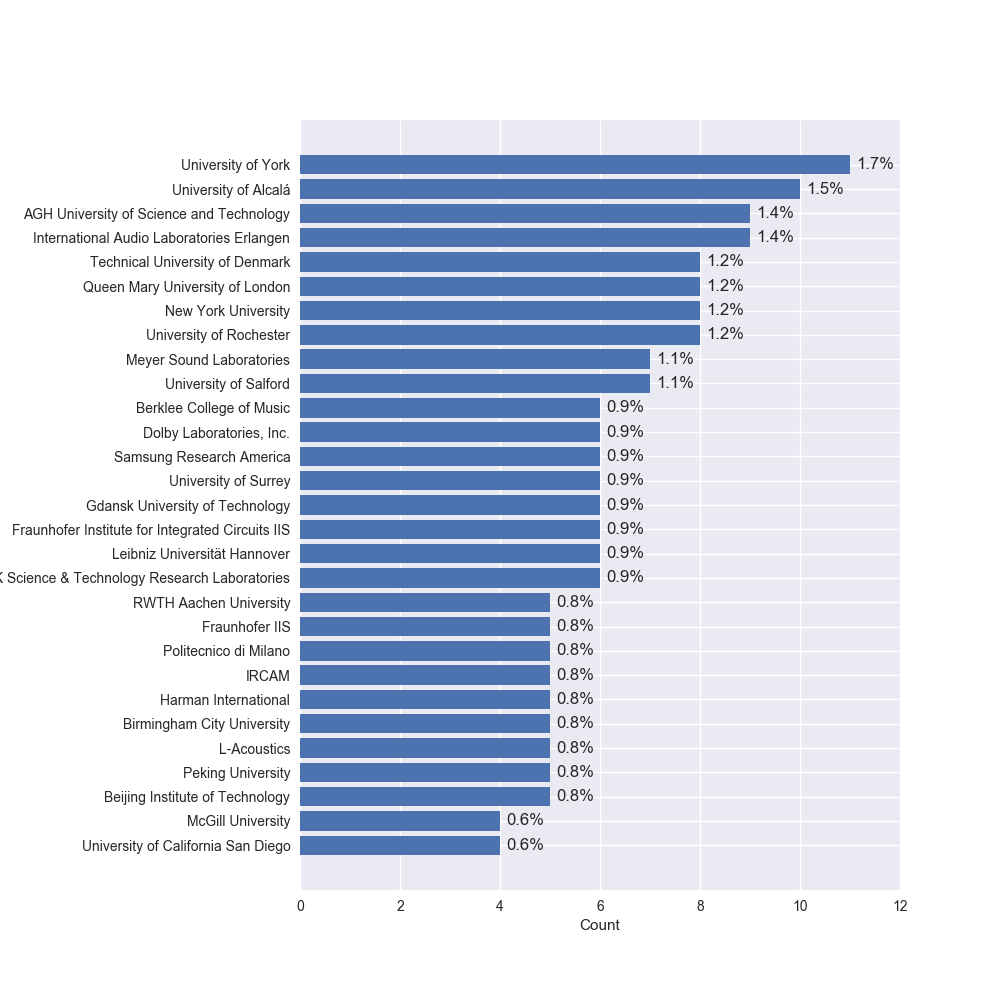 University of York 1.7%
University of Alcalá 1.5%
AGH University of Science and Technology 1.4%
International Audio Laboratories Erlangen 1.4%
Technical University of Denmark 1.2%
Queen Mary University of London 1.2%
New York University 1.2%
University of Rochester 1.2%
Meyer Sound Laboratories 1.1%
University of Salford 1.1%
Berklee College of Music 0.9%
Dolby Laboratories, Inc. 0.9%
Samsung Research America 0.9%
University of Surrey 0.9%
Gdansk University of Technology 0.9%
Fraunhofer Institute for Integrated Circuits IIS 0.9%
Leibniz Universität Hannover 0.9%
Science & Technology Research Laboratories 0.9%
RWTH Aachen University 0.8%
Fraunhofer IIS 0.8%
Politecnico di Milano 0.8%
IRCAM 0.8%
Harman International 0.8%
Birmingham City University 0.8%
L-Acoustics 0.8%
Peking University 0.8%
Beijing Institute of Technology 0.8%
McGill University 0.6%
University of California San Diego 0.6%
0 2 4 6 8 10 12
Count